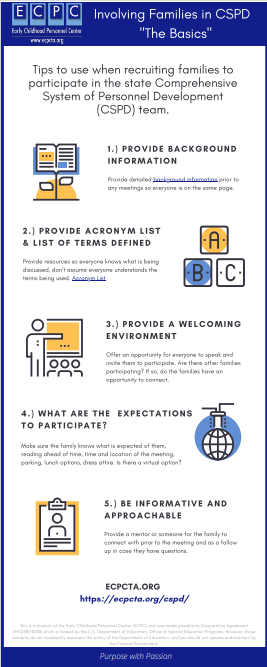 E C P C
Early Childhood Personnel Center
www.ecpcta.org
Involving Families in CSPD
"The Basics"
Tips to use when recruiting families to
participate in the state Comprehensive
System of Personnel Development
(CSPD) team.
1.) PROVIDE BACKGROUND
INFORMATION
Provide detailed background information prior to
any meetings so everyone is on the same page.
2.) PROVIDE ACRONYM LIST
& LIST OF TERMS DEFINED
Provide resources so everyone knows what is being
discussed, don't assume everyone understands the
terms being used. Acronym List
A
B C
3.) PROVIDE A WELCOMING
ENVIRONMENT
Offer an opportunity for everyone to speak and
invite them to participate. Are there other families
participating? If so, do the families have an
opportunity to connect.
4.) WHAT ARE THE EXPECTATIONS
TO PARTICIPATE?
Make sure the family knows what is expected of them,
reading ahead of time, time and location of the meeting,
parking, lunch options, dress attire. Is there a virtual option?
5.) BE INFORMATIVE AND
APPROACHABLE
Provide a mentor or someone for the family to
connect with prior to the meeting and as a follow
up in case they have questions.
ECPCTA.ORG
https://ecpcta.org/cspd/
This is a product of the Early Childhood Personnel Center (ECPC) and was made possible by Cooperative Agreement
which is funded by the U.S. Department of Education, Office of Special Education Programs. However, those
contents do not necessarily represent the policy of the Department of Education, and you should not assume endorsement by
the Federal Government.
Purpose with Passion